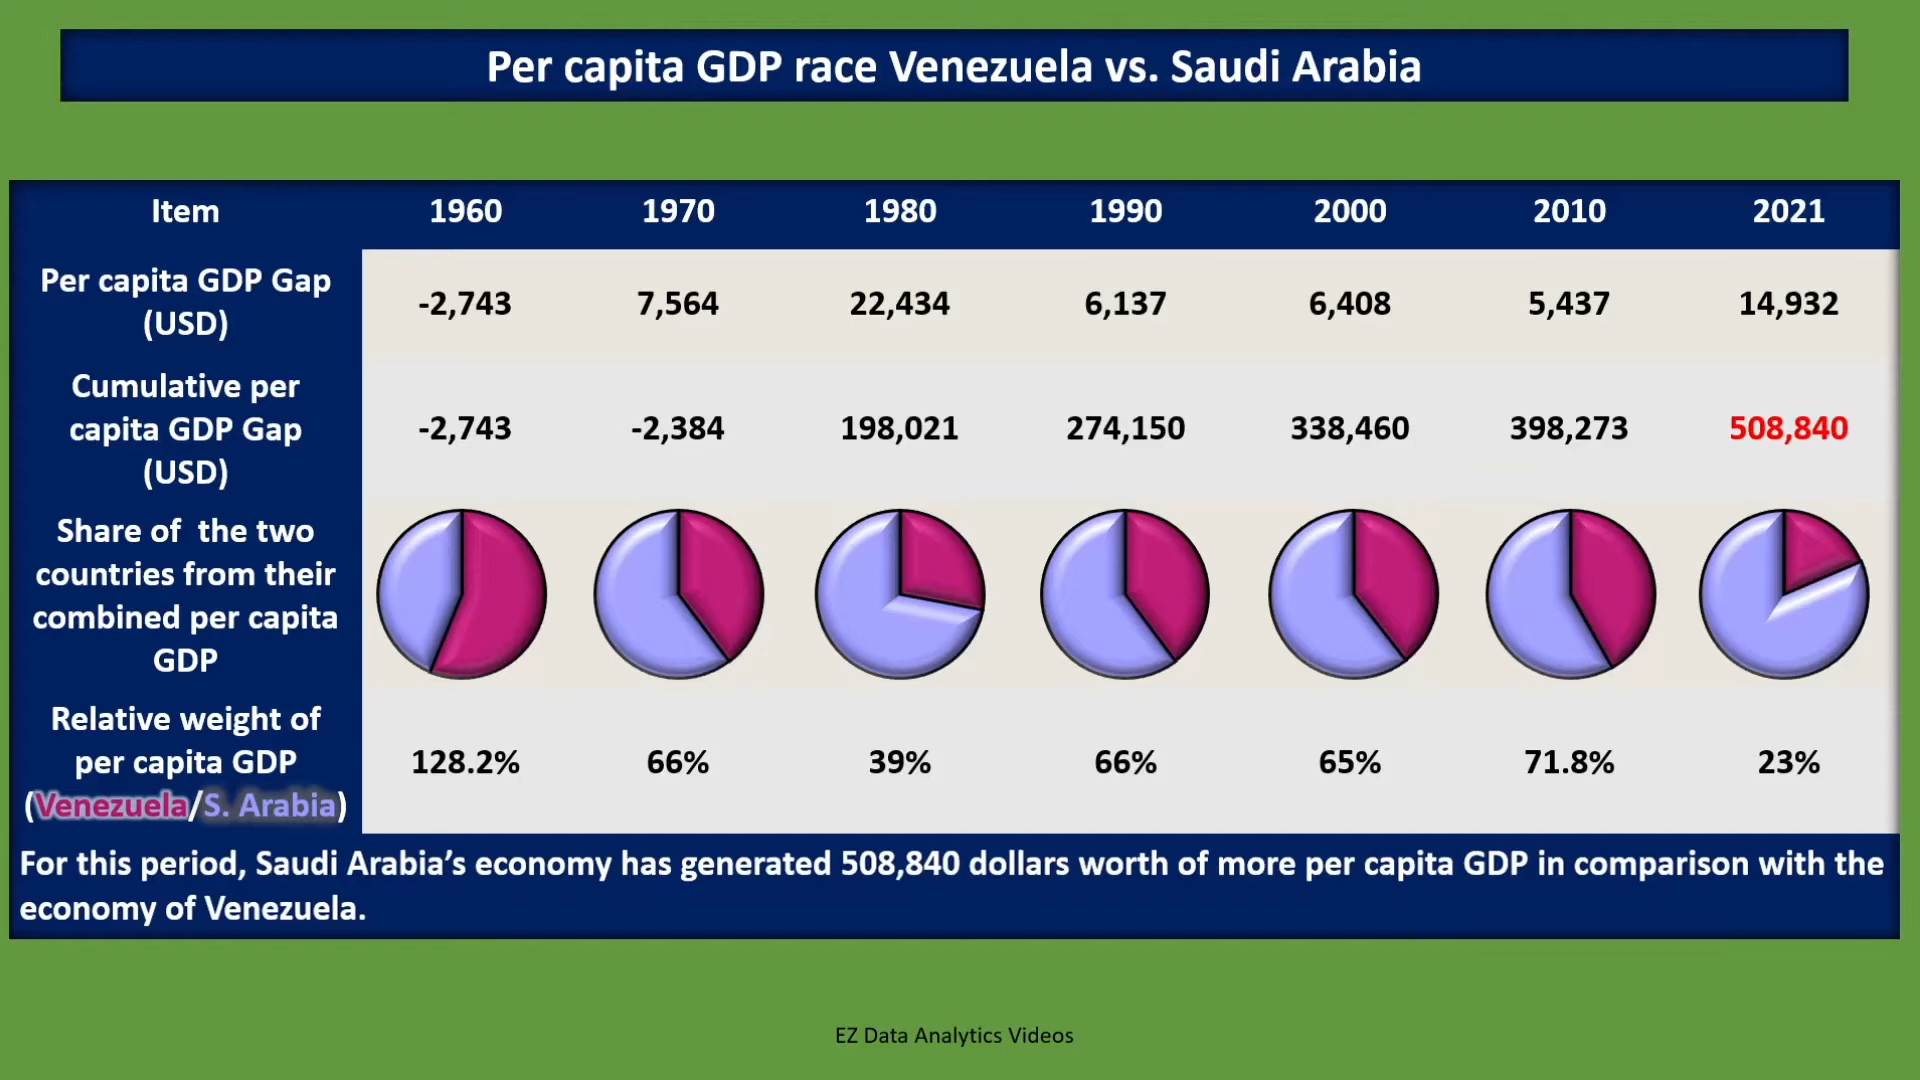 Per capita GDP race Venezuela vs. Saudi Arabia
Item 1960 1970 1980 1990 2000 2010 2021
Per capita GDP Gap
(USD)
-2,743 7,564 22,434 6,137 6,408 5,437 14,932
Cumulative per
capita GDP Gap
(USD)
-2,743 -2,384 198,021 274,150 338,460 398,273 508,840
Share of the two
countries from their
combined per capita
GDP
Relative weight of
per capita GDP
(Venezuela/S. Arabia)
128.2% 66% 39% 66% 65% 71.8% 23%
For this period, Saudi Arabia’s economy has generated 508,840 dollars worth of more per capita GDP in comparison with the
economy of Venezuela.
EZ Data Analytics Videos